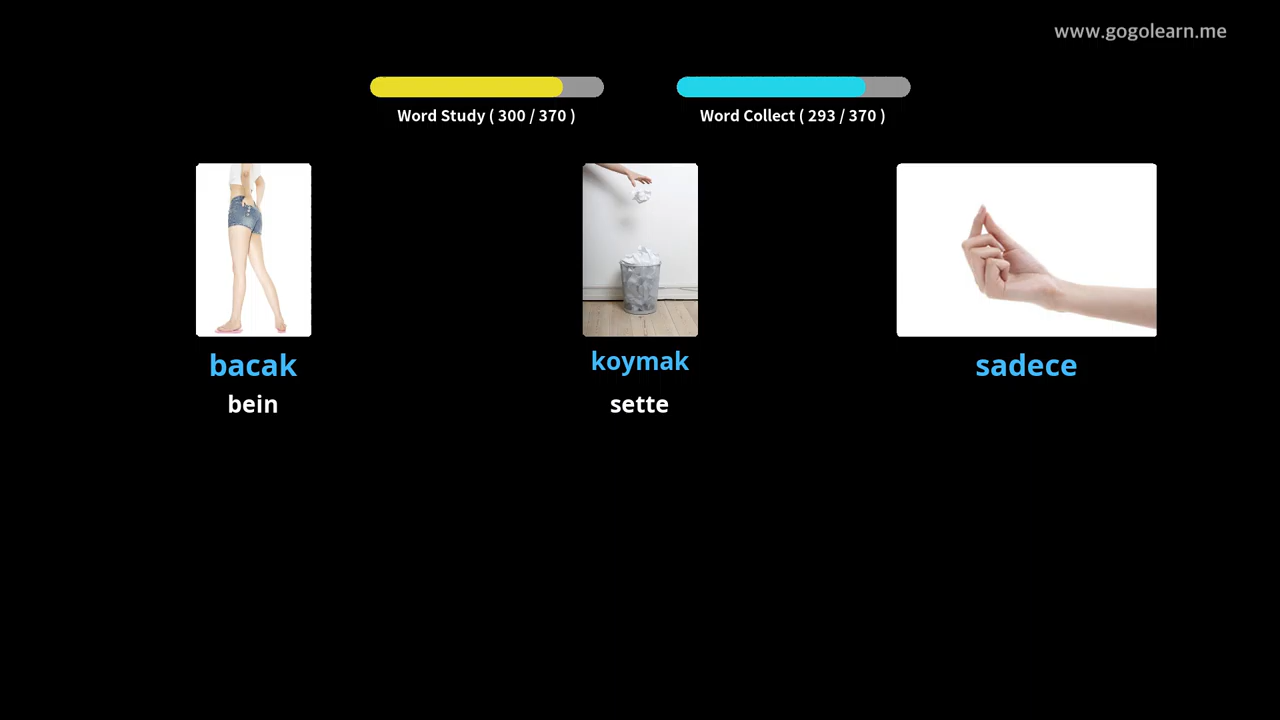 www.gogolearn.me
Word Study ( 300 / 370 )
Word Collect ( 293 / 370 )
bacak
koymak
sadece
bein
sette